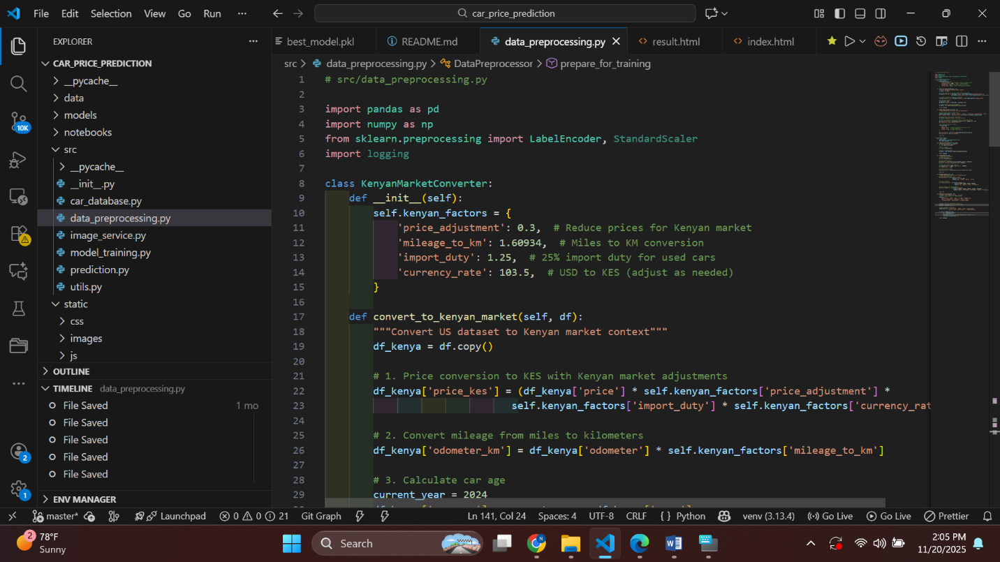 File Edit Selection View Go Run ··· car_price_prediction
EXPLORER ···
best_model.pkl README.md data_preprocessing.py result.html index.html
CAR_PRICE_PREDICTION
__pycache__
data
models
notebooks
src
__pycache__
__init__.py
car_database.py
data_preprocessing.py
image_service.py
model_training.py
prediction.py
utils.py
static
css
images
js
OUTLINE
TIMELINE data_preprocessing.py
File Saved 1 mo
File Saved
File Saved
File Saved
File Saved
ENV MANAGER
10K
2
1
src > data_preprocessing.py > DataPreprocessor > prepare_for_training
1 # src/data_preprocessing.py
2
3 import pandas as pd
4 import numpy as np
5 from sklearn.preprocessing import LabelEncoder, StandardScaler
6 import logging
7
8 class KenyanMarketConverter:
9 def __init__(self):
10 self.kenyan_factors = {
11 'price_adjustment': 0.3, # Reduce prices for Kenyan market
12 'mileage_to_km': 1.60934, # Miles to KM conversion
13 'import_duty': 1.25, # 25% import duty for used cars
14 'currency_rate': 103.5, # USD to KES (adjust as needed)
15 }
16
17 def convert_to_kenyan_market(self, df):
18 """Convert US dataset to Kenyan market context"""
19 df_kenya = df.copy()
20
21 # 1. Price conversion to KES with Kenyan market adjustments
22 df_kenya['price_kes'] = (df_kenya['price'] * self.kenyan_factors['price_adjustment'] *
23 self.kenyan_factors['import_duty'] * self.kenyan_factors['currency_rat
24
25 # 2. Convert mileage from miles to kilometers
26 df_kenya['odometer_km'] = df_kenya['odometer'] * self.kenyan_factors['mileage_to_km']
27
28 # 3. Calculate car age
29 current_year = 2024
master* Launchpad 0 0 21 Git Graph Ln 141, Col 24 Spaces: 4 UTF-8 CRLF { } Python venv (3.13.4) Go Live Go Live Prettier
2 78°F
Sunny
Search
2:05 PM
11/20/2025